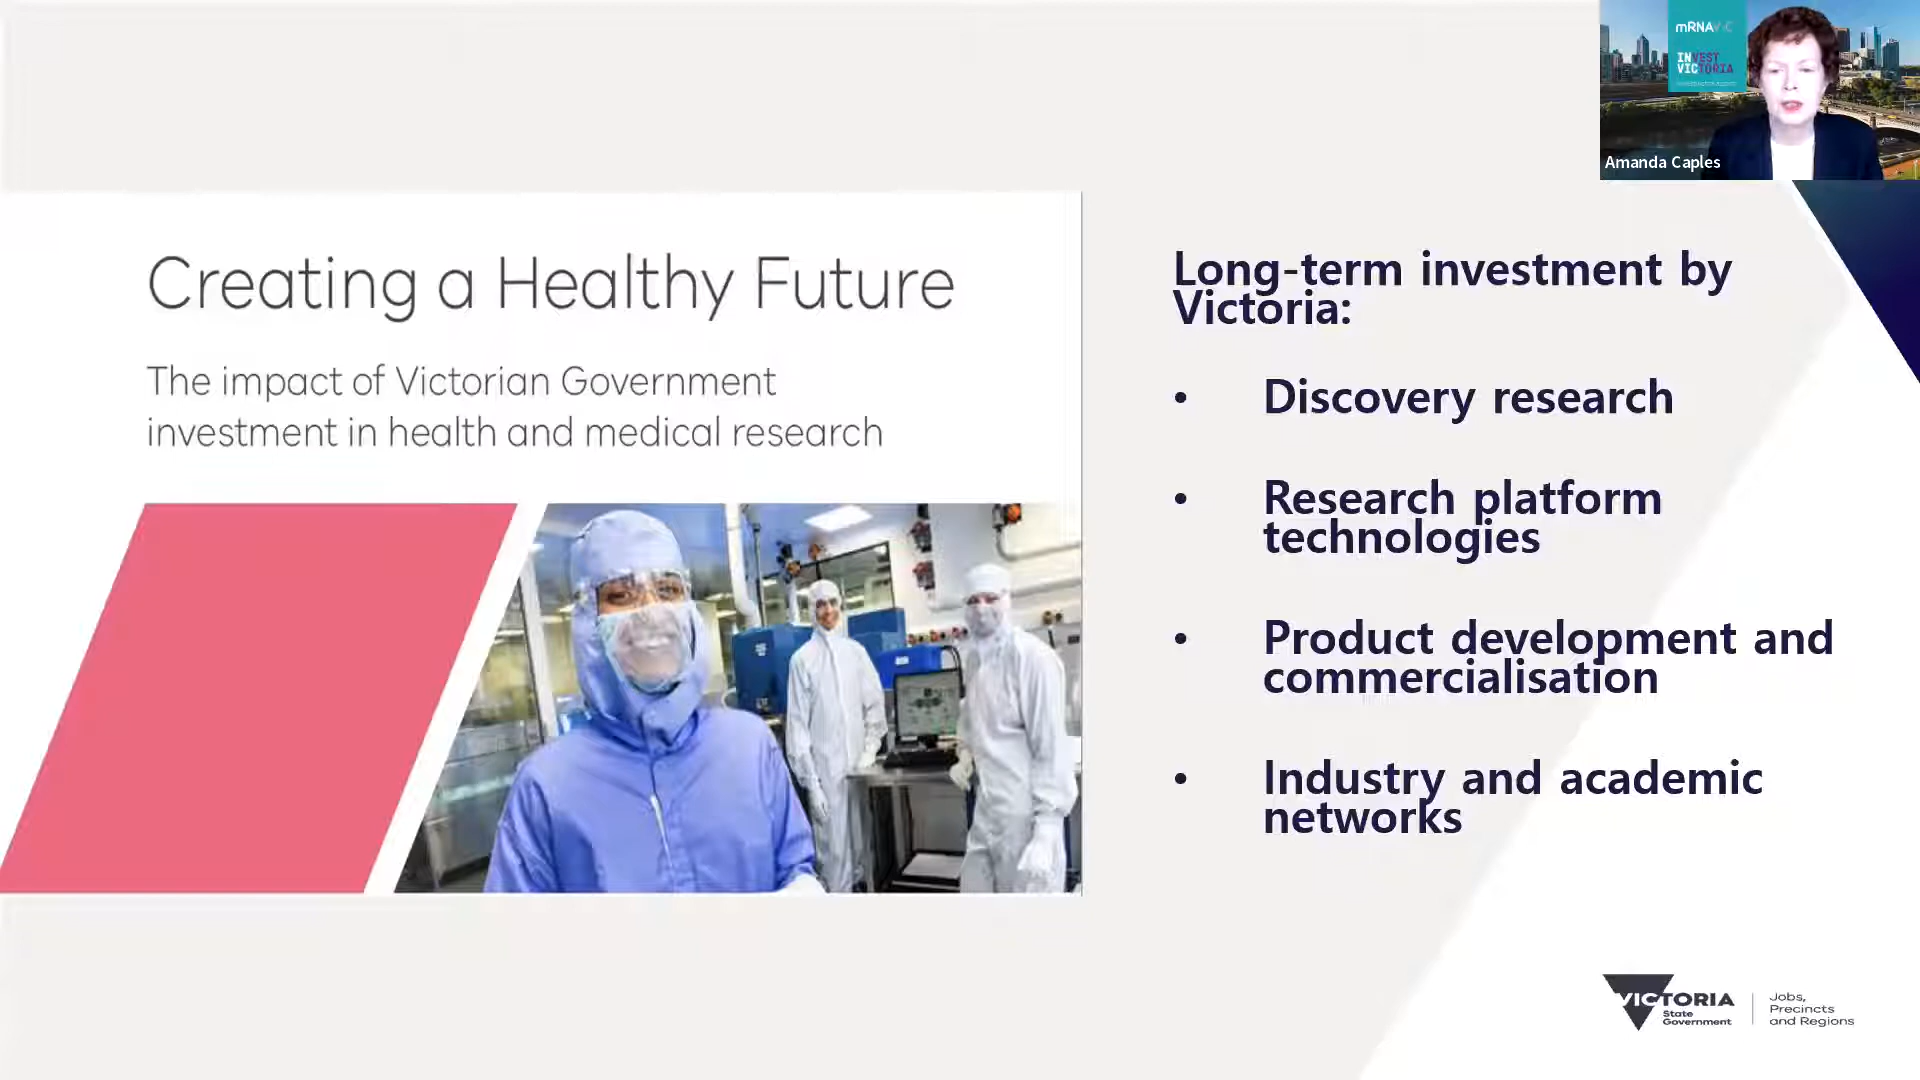 mRNA VIC
INVEST
VICTORIA
Amanda Caples
Creating a Healthy Future
The impact of Victorian Government
investment in health and medical research
Long-term investment by
Victoria:
• Discovery research
• Research platform
technologies
• Product development and
commercialisation
• Industry and academic
networks
VICTORIA
State
Government
Jobs,
Precincts
and Regions